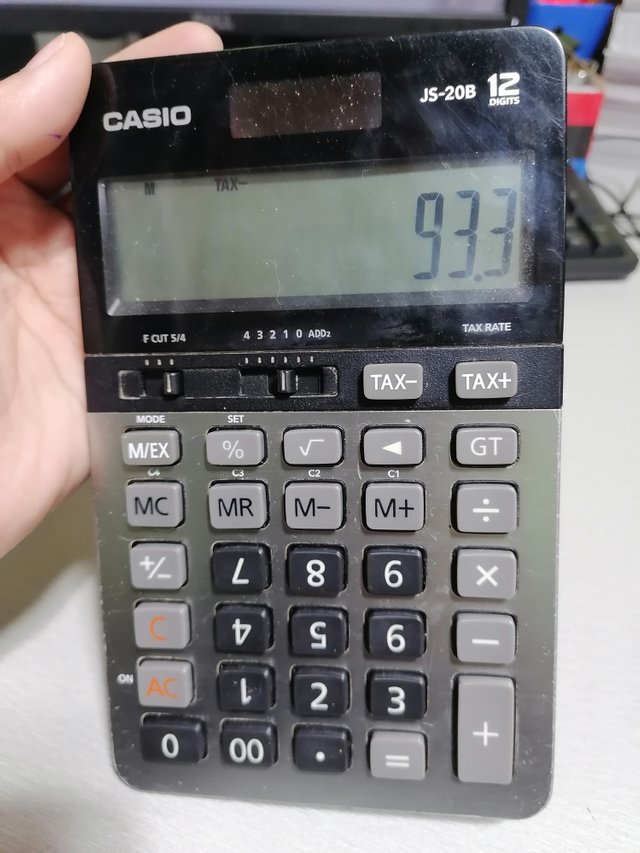 CASIO
JS-20B 12 DIGITS
M TAX−
93.3
F CUT 5/4 4 3 2 1 0 ADD2 TAX RATE
TAX− TAX+
MODE SET
M/EX % √ ◀ GT
C4 C3 C2 C1
MC MR M− M+ ÷
+/− 7 8 6 ×
C 4 5 9 −
ON AC 1 2 3 +
0 00 · =